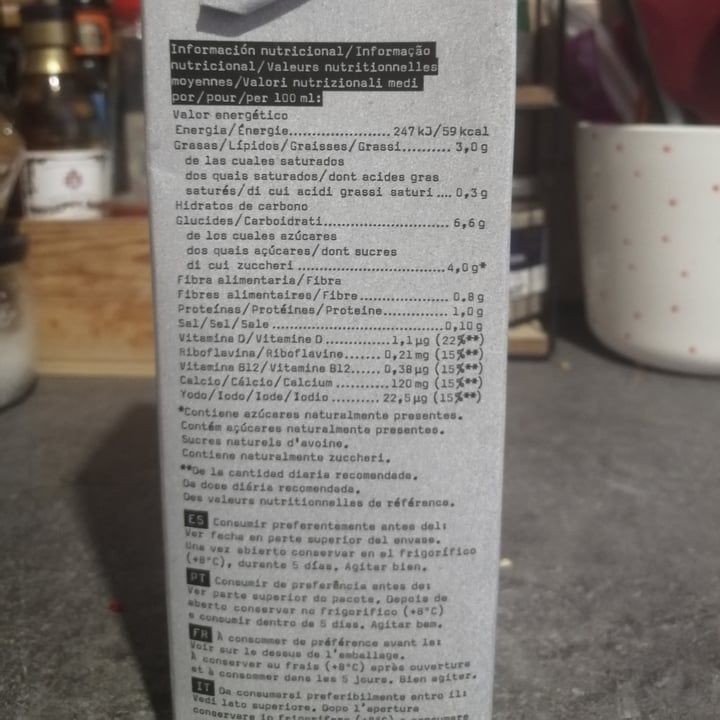 Información nutricional/Informação
nutricional/Valeurs nutritionnelles
moyennes/Valori nutrizionali medi
por/pour/per 100 ml:
Valor energético
Energia/Énergie.................... 247 kJ/59 kcal
Grasas/Lípidos/Graisses/Grassi.......... 3,0 g
de las cuales saturados
dos quais saturados/dont acides gras
saturés/di cui acidi grassi saturi .... 0,3 g
Hidratos de carbono
Glucides/Carboidrati......................... 6,6 g
de los cuales azúcares
dos quais açúcares/dont sucres
di cui zuccheri ..............................4,0 g*
Fibra alimentaria/Fibra
Fibres alimentaires/Fibre................... 0,8 g
Proteínas/Protéines/Proteine............. 1,0 g
Sal/Sel/Sale ...................................0,10 g
Vitamina D/Vitamine D .............1,1 µg (22%**)
Riboflavina/Riboflavine....... 0,21 mg (15%**)
Vitamina B12/Vitamine B12...0,38 µg (15%**)
Calcio/Cálcio/Calcium ...........120 mg (15%**)
Yodo/Iodo/Iode/Iodio ......... 22,5 µg (15%**)
*Contiene azúcares naturalmente presentes.
Contém açúcares naturalmente presentes.
Sucres naturels d'avoine.
Contiene naturalmente zuccheri.
**De la cantidad diaria recomendada.
Da dose diária recomendada.
Des valeurs nutritionnelles de référence.
ES Consumir preferentemente antes del:
Ver fecha en parte superior del envase.
Una vez abierto conservar en el frigorífico
(+8°C), durante 5 días. Agitar bien.
PT Consumir de preferência antes de:
Ver parte superior do pacote. Depois de
aberto conservar no frigorífico (+8°C)
e consumir dentro de 5 dias. Agitar bem.
FR À consommer de préférence avant le:
Voir sur le dessus de l'emballage.
À conserver au frais (+8°C) après ouverture
et à consommer dans les 5 jours. Bien agiter.
IT Da consumarsi preferibilmente entro il:
Vedi lato superiore. Dopo l'apertura
conservare in frigorifero (+8°C) e consumare